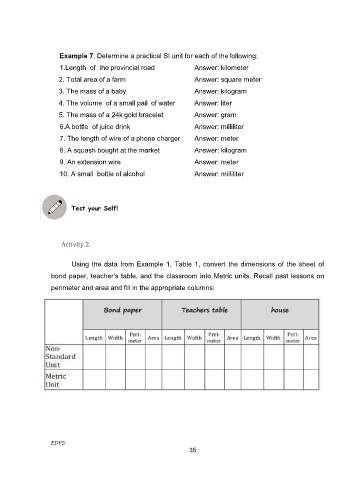 Example 7. Determine a practical SI unit for each of the following:
1.Length of the provincial road Answer: kilometer
2. Total area of a farm Answer: square meter
3. The mass of a baby Answer: kilogram
4. The volume of a small pail of water Answer: liter
5. The mass of a 24k gold bracelet Answer: gram
6.A bottle of juice drink Answer: milliliter
7. The length of wire of a phone charger Answer: meter
8. A squash bought at the market Answer: kilogram
9. An extension wire Answer: meter
10. A small bottle of alcohol Answer: milliliter
Test your Self!
Activity 2.
Using the data from Example 1, Table 1, convert the dimensions of the sheet of
bond paper, teacher's table, and the classroom into Metric units. Recall past lessons on
perimeter and area and fill in the appropriate columns:
Bond paper Teachers table house
Length Width Peri-meter Area Length Width Peri-meter Area Length Width Peri-meter Area
Non-
Standard
Unit
Metric
Unit
EDFS
35